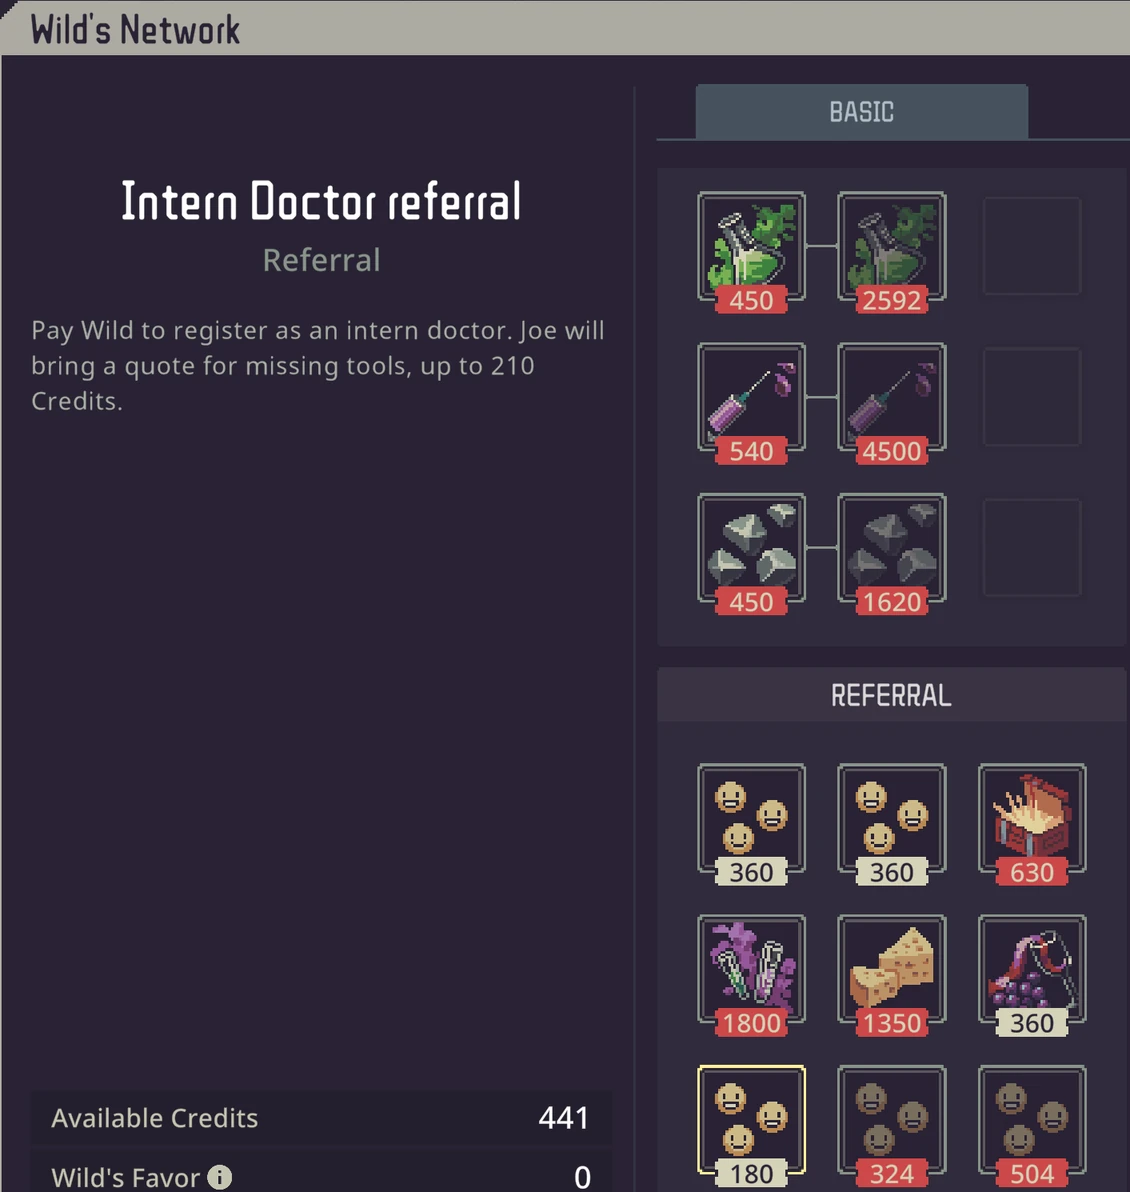 Wild's Network
Intern Doctor referral
Referral
Pay Wild to register as an intern doctor. Joe will
bring a quote for missing tools, up to 210
Credits.
Available Credits 441
Wild's Favor i 0
BASIC
450 2592
540 4500
450 1620
REFERRAL
360 360 630
1800 1350 360
180 324 504